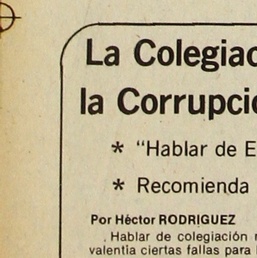 La Colegiac
la Corrupci
* "Hablar de E
* Recomienda
Por Héctor RODRIGUEZ
. Hablar de colegiación
valentía ciertas fallas para